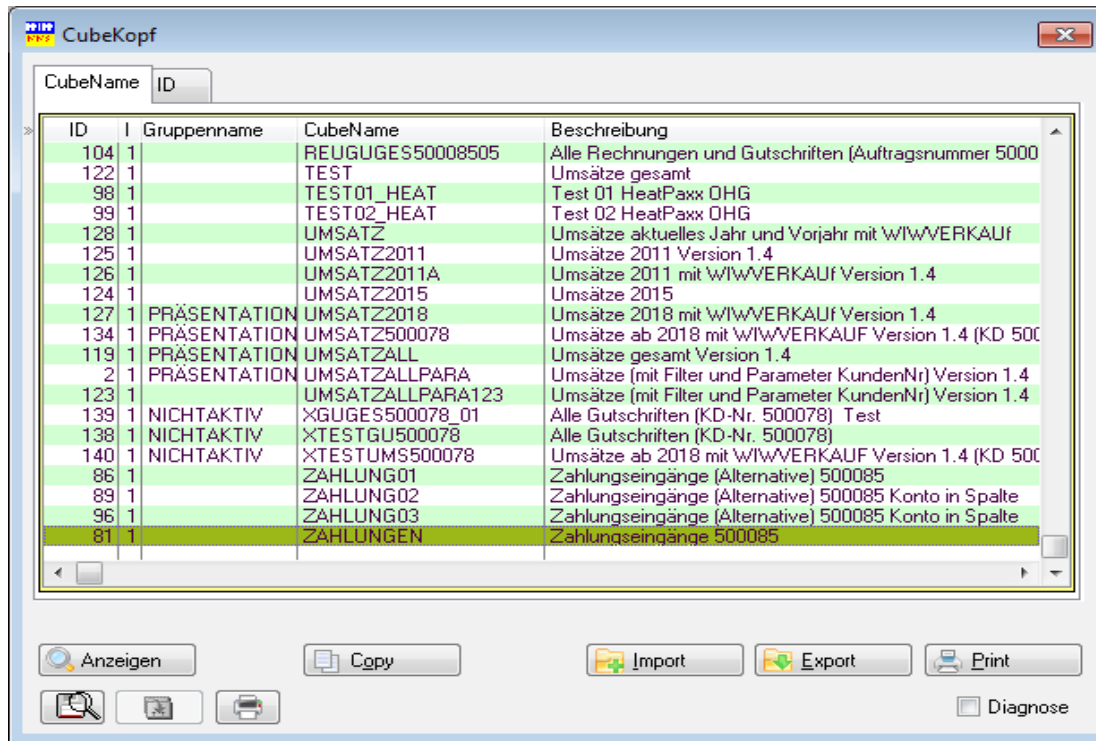 CubeKopf
CubeName ID
ID I Gruppenname CubeName Beschreibung
104 1 REUGUGES50008505 Alle Rechnungen und Gutschriften (Auftragsnummer 5000
122 1 TEST Umsätze gesamt
98 1 TEST01_HEAT Test 01 HeatPaxx OHG
99 1 TEST02_HEAT Test 02 HeatPaxx OHG
128 1 UMSATZ Umsätze aktuelles Jahr und Vorjahr mit WIWVERKAUf
125 1 UMSATZ2011 Umsätze 2011 Version 1.4
126 1 UMSATZ2011A Umsätze 2011 mit WIWVERKAUf Version 1.4
124 1 UMSATZ2015 Umsätze 2015
127 1 PRÄSENTATION UMSATZ2018 Umsätze 2018 mit WIWVERKAUf Version 1.4
134 1 PRÄSENTATION UMSATZ500078 Umsätze ab 2018 mit WIWVERKAUF Version 1.4 (KD 500
119 1 PRÄSENTATION UMSATZALL Umsätze gesamt Version 1.4
2 1 PRÄSENTATION UMSATZALLPARA Umsätze (mit Filter und Parameter KundenNr) Version 1.4
123 1 UMSATZALLPARA123 Umsätze (mit Filter und Parameter KundenNr) Version 1.4
139 1 NICHTAKTIV XGUGES500078_01 Alle Gutschriften (KD-Nr. 500078) Test
138 1 NICHTAKTIV XTESTGU500078 Alle Gutschriften (KD-Nr. 500078)
140 1 NICHTAKTIV XTESTUMS500078 Umsätze ab 2018 mit WIWVERKAUF Version 1.4 (KD 500
86 1 ZAHLUNG01 Zahlungseingänge (Alternative) 500085
89 1 ZAHLUNG02 Zahlungseingänge (Alternative) 500085 Konto in Spalte
96 1 ZAHLUNG03 Zahlungseingänge (Alternative) 500085 Konto in Spalte
81 1 ZAHLUNGEN Zahlungseingänge 500085
Anzeigen Copy Import Export Print
Diagnose